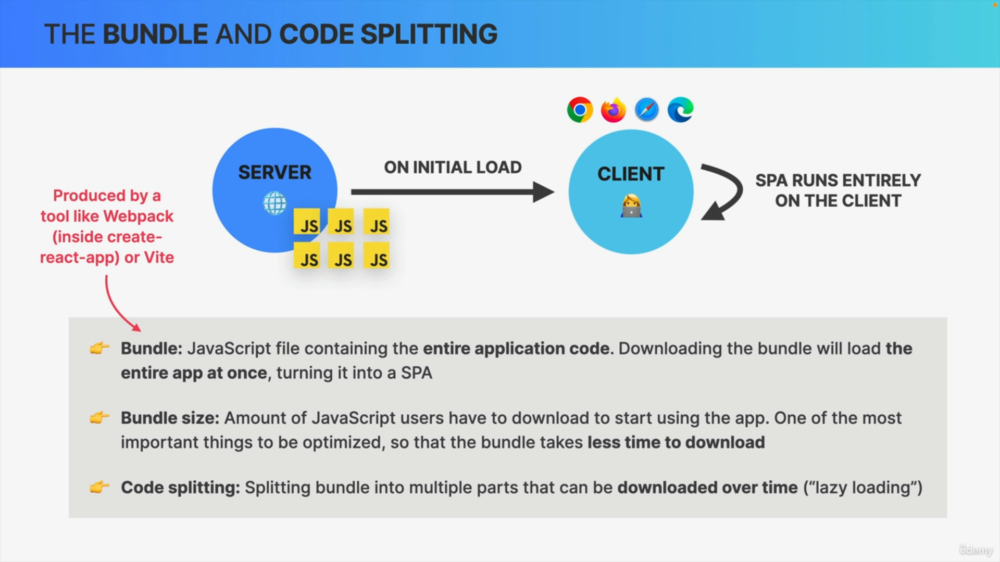 THE BUNDLE AND CODE SPLITTING
SERVER
JS JS JS
JS JS JS
ON INITIAL LOAD
CLIENT
SPA RUNS ENTIRELY
ON THE CLIENT
Produced by a
tool like Webpack
(inside create-
react-app) or Vite
👉 Bundle: JavaScript file containing the entire application code. Downloading the bundle will load the
entire app at once, turning it into a SPA
👉 Bundle size: Amount of JavaScript users have to download to start using the app. One of the most
important things to be optimized, so that the bundle takes less time to download
👉 Code splitting: Splitting bundle into multiple parts that can be downloaded over time (“lazy loading”)
ûdemy